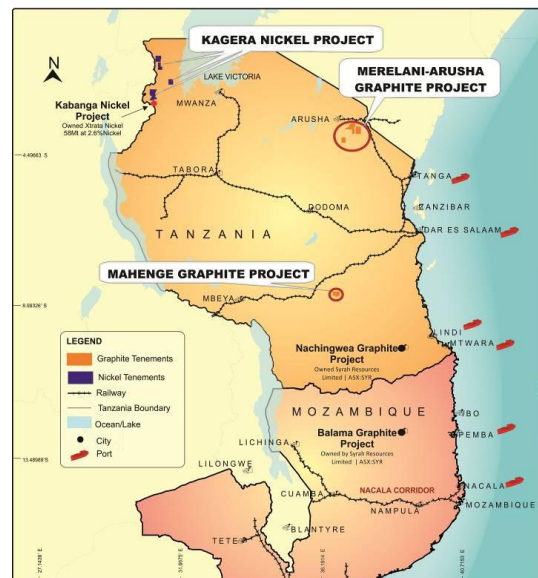 KAGERA NICKEL PROJECT
N
LAKE VICTORIA
MERELANI-ARUSHA
GRAPHITE PROJECT
Kabanga Nickel
Project
Owned Xtrata Nickel
58Mt at 2.6%Nickel
MWANZA
ARUSHA
4.49663 S
TABORA
TANGA
DODOMA
ZANZIBAR
TANZANIA
DAR ES SALAAM
MAHENGE GRAPHITE PROJECT
MBEYA
LINDI
MTWARA
LEGEND
Graphite Tenements
Nickel Tenements
Railway
Tanzania Boundary
Ocean/Lake
City
Port
Nachingwea Graphite
Project
Owned Syrah Resources
Limited | ASX:SYR
MOZAMBIQUE
IBO
Balama Graphite
Project
Owned by Syrah Resources
Limited | ASX:SYR
PEMBA
LICHINGA
LILONGWE
NACALA CORRIDOR
NACALA
CUAMBA
NAMPULA
MOZAMBIQUE
BLANTYRE
TETE